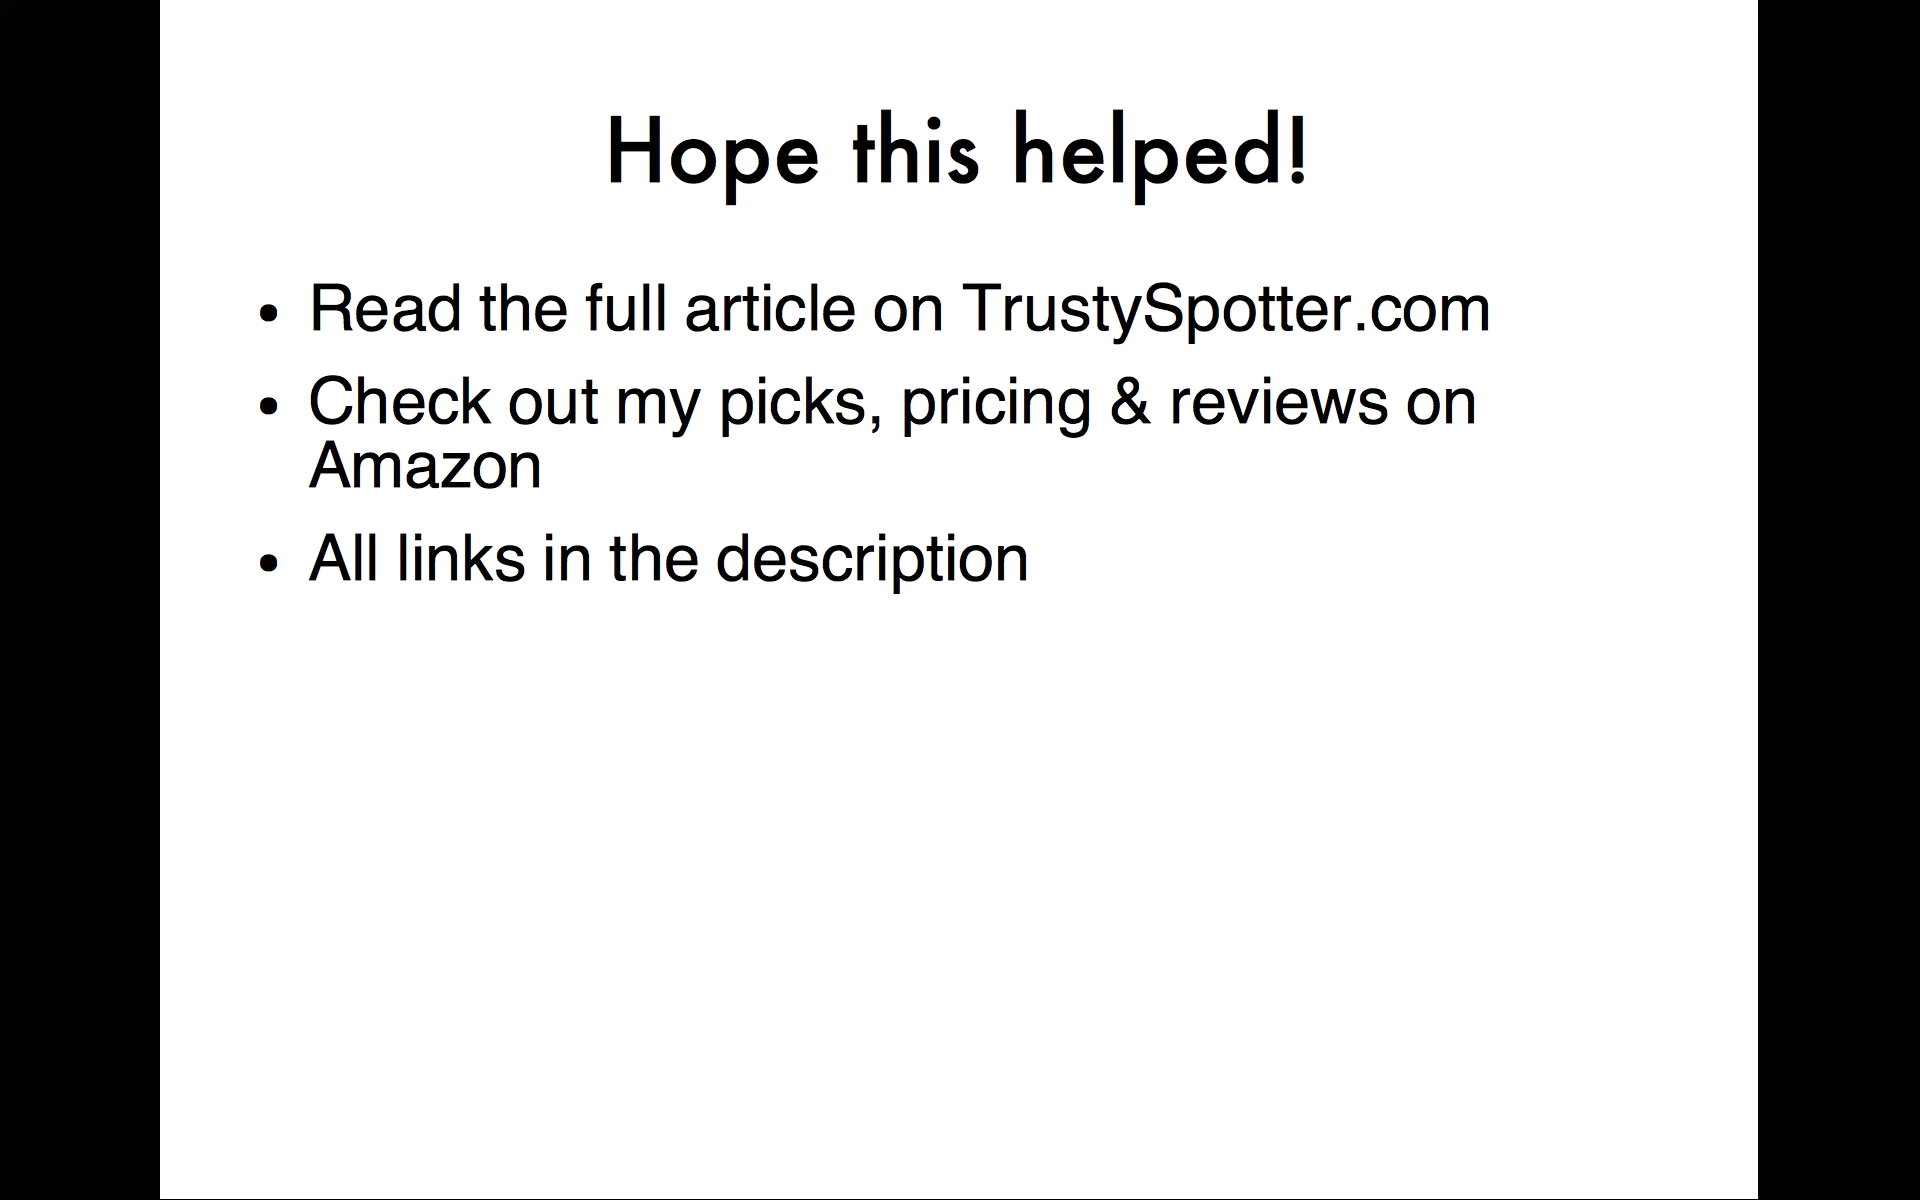 Hope this helped!
• Read the full article on TrustySpotter.com
• Check out my picks, pricing & reviews on
Amazon
• All links in the description